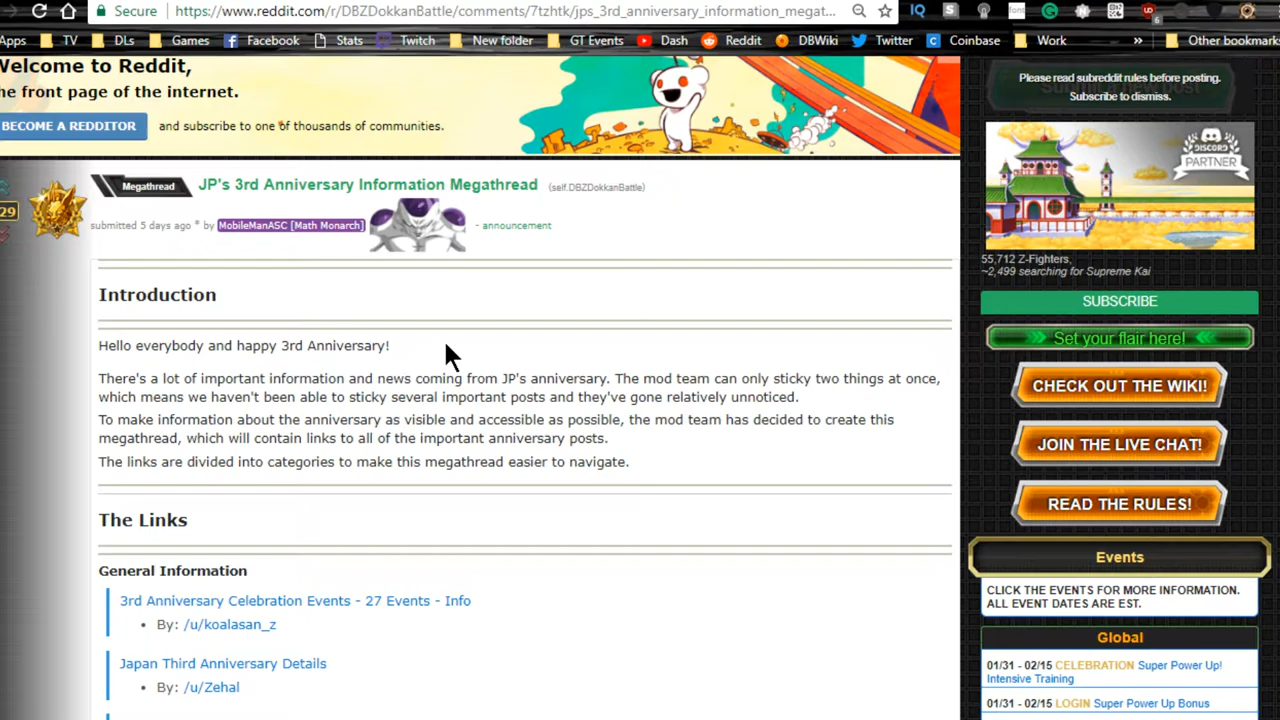 Secure https://www.reddit.com/r/DBZDokkanBattle/comments/7tzhtk/jps_3rd_anniversary_information_megat...
Apps TV DLs Games Facebook Stats Twitch New folder GT Events Dash Reddit DBWiki Twitter Coinbase Work » Other bookmarks
Welcome to Reddit,
the front page of the internet.
BECOME A REDDITOR and subscribe to one of thousands of communities.
29
Megathread JP's 3rd Anniversary Information Megathread (self.DBZDokkanBattle)
submitted 5 days ago * by MobileManASC [Math Monarch] - announcement
Introduction
Hello everybody and happy 3rd Anniversary!
There's a lot of important information and news coming from JP's anniversary. The mod team can only sticky two things at once,
which means we haven't been able to sticky several important posts and they've gone relatively unnoticed.
To make information about the anniversary as visible and accessible as possible, the mod team has decided to create this
megathread, which will contain links to all of the important anniversary posts.
The links are divided into categories to make this megathread easier to navigate.
The Links
General Information
3rd Anniversary Celebration Events - 27 Events - Info
• By: /u/koalasan_z
Japan Third Anniversary Details
• By: /u/Zehal
Please read subreddit rules before posting.
Subscribe to dismiss.
Submit a new post
DISCORD
PARTNER
55,712 Z-Fighters,
~2,499 searching for Supreme Kai
SUBSCRIBE
Set your flair here!
CHECK OUT THE WIKI!
JOIN THE LIVE CHAT!
READ THE RULES!
Events
CLICK THE EVENTS FOR MORE INFORMATION.
ALL EVENT DATES ARE EST.
Global
01/31 - 02/15 CELEBRATION Super Power Up!
Intensive Training
01/31 - 02/15 LOGIN Super Power Up Bonus